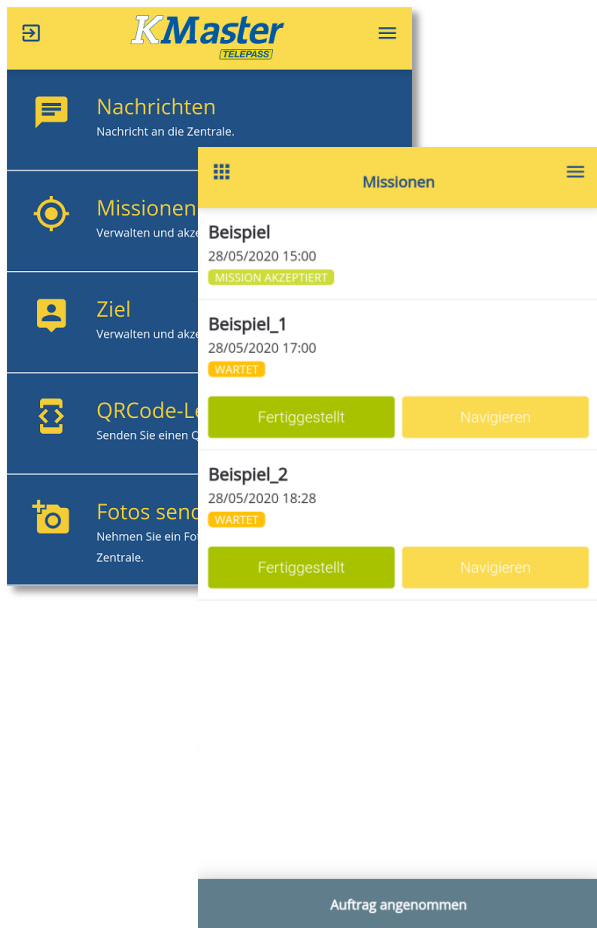 KMaster
TELEPASS
Nachrichten
Nachricht an die Zentrale.
Missionen
Verwalten und akze
Ziel
Verwalten und akze
QRCode-Le
Senden Sie einen Q
Fotos send
Nehmen Sie ein Fot
Zentrale.
Missionen
Beispiel
28/05/2020 15:00
MISSION AKZEPTIERT
Beispiel_1
28/05/2020 17:00
WARTET
Fertiggestellt Navigieren
Beispiel_2
28/05/2020 18:28
WARTET
Fertiggestellt Navigieren
Auftrag angenommen